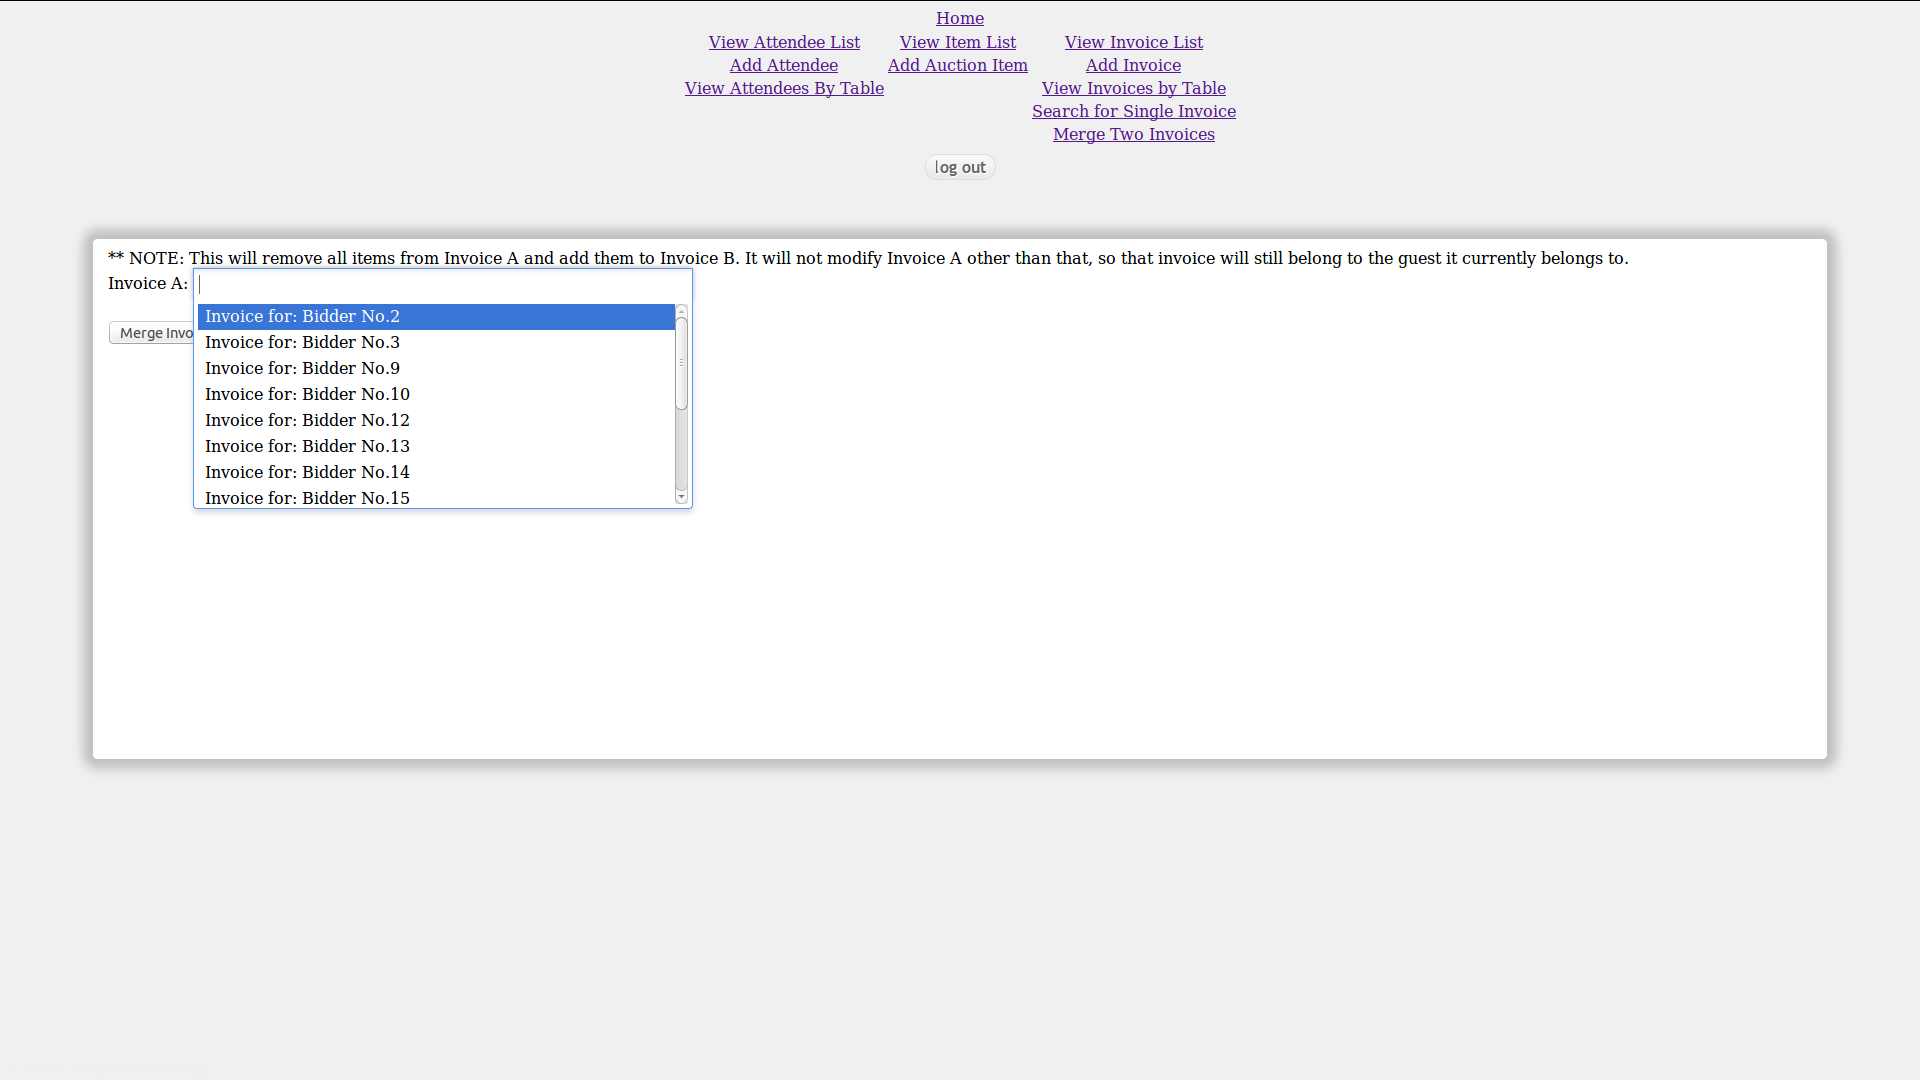 Home
View Attendee List View Item List View Invoice List
Add Attendee Add Auction Item Add Invoice
View Attendees By Table View Invoices by Table
Search for Single Invoice
Merge Two Invoices
log out
** NOTE: This will remove all items from Invoice A and add them to Invoice B. It will not modify Invoice A other than that, so that invoice will still belong to the guest it currently belongs to.
Invoice A:
Invoice for: Bidder No.2
Merge Invo
Invoice for: Bidder No.3
Invoice for: Bidder No.9
Invoice for: Bidder No.10
Invoice for: Bidder No.12
Invoice for: Bidder No.13
Invoice for: Bidder No.14
Invoice for: Bidder No.15